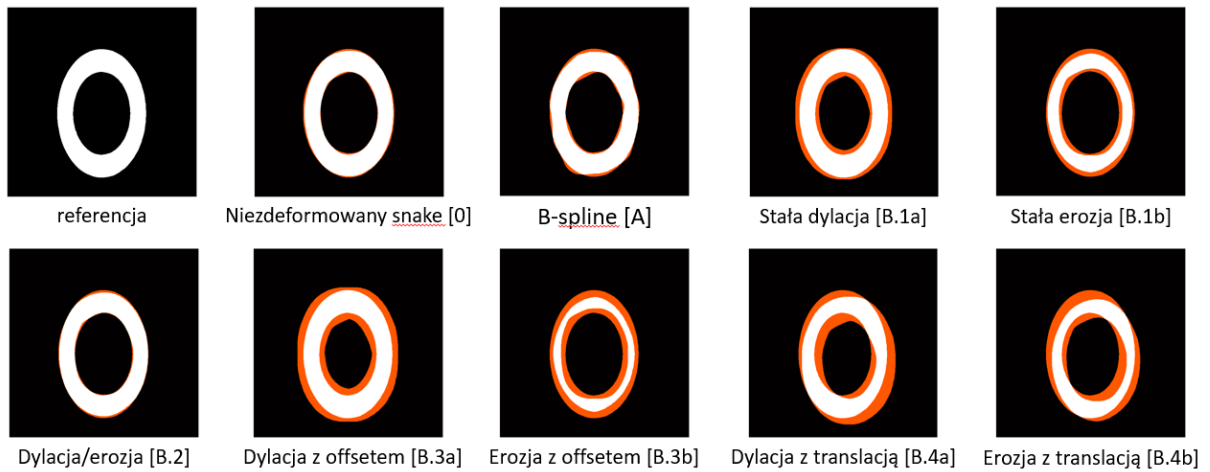 referencja
Niezdeformowany snake [0]
B-spline [A]
Stała dylacja [B.1a]
Stała erozja [B.1b]
Dylacja/erozja [B.2]
Dylacja z offsetem [B.3a]
Erozja z offsetem [B.3b]
Dylacja z translacją [B.4a]
Erozja z translacją [B.4b]